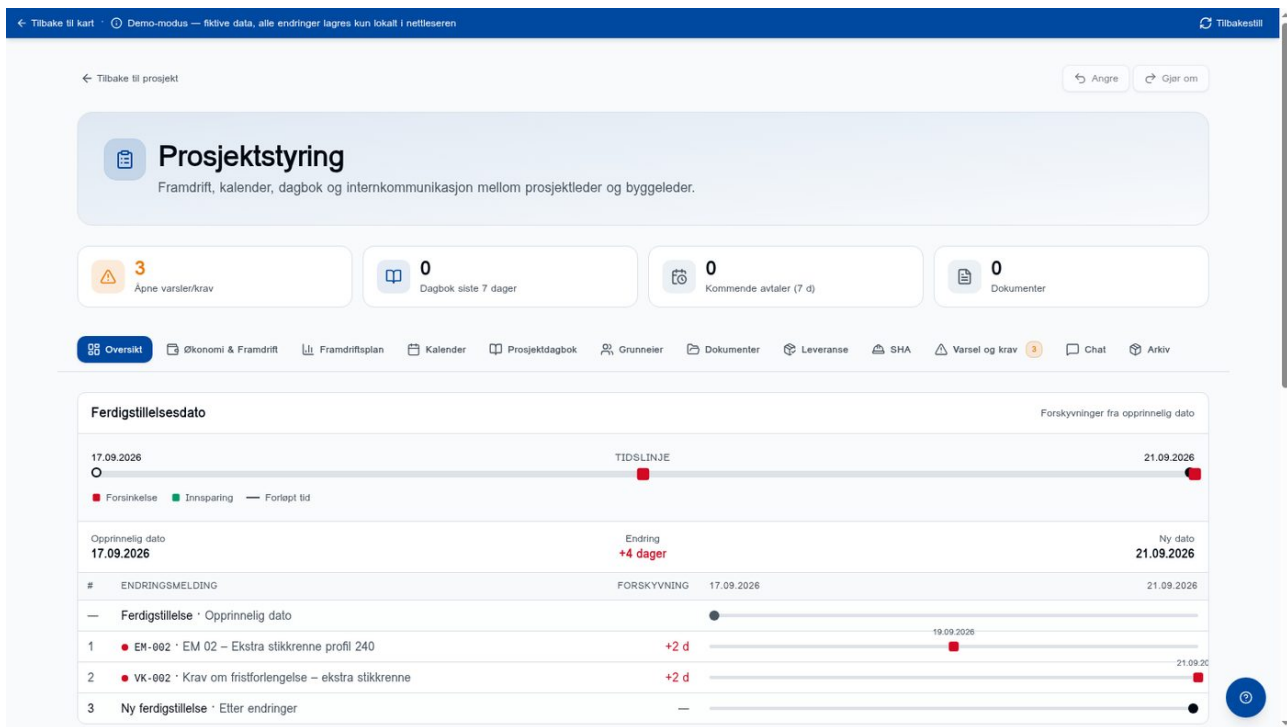 Tilbake til kart · Demo-modus — fiktive data, alle endringer lagres kun lokalt i nettleseren Tilbakestill
Tilbake til prosjekt Angre Gjør om
Prosjektstyring
Framdrift, kalender, dagbok og internkommunikasjon mellom prosjektleder og byggeleder.
3 0 0 0
Åpne varsler/krav Dagbok siste 7 dager Kommende avtaler (7 d) Dokumenter
Oversikt Økonomi & Framdrift Framdriftsplan Kalender Prosjektdagbok Grunneier Dokumenter Leveranse SHA Varsel og krav 3 Chat Arkiv
Ferdigstillelsesdato Forskyvninger fra opprinnelig dato
17.09.2026 TIDSLINJE 21.09.2026
Forsinkelse Innsparing Forløpt tid
Opprinnelig dato Endring Ny dato
17.09.2026 +4 dager 21.09.2026
# ENDRINGSMELDING FORSKYVNING 17.09.2026 21.09.2026
— Ferdigstillelse · Opprinnelig dato
19.09.2026
1 EM-002 · EM 02 – Ekstra stikkrenne profil 240 +2 d
21.09.20
2 VK-002 · Krav om fristforlengelse – ekstra stikkrenne +2 d
3 Ny ferdigstillelse · Etter endringer —